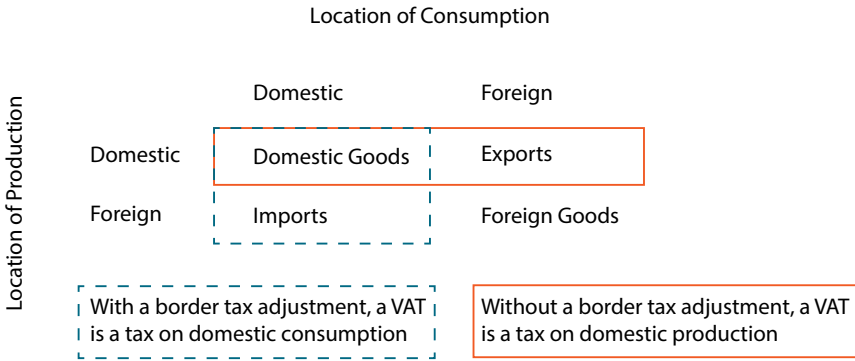 Location of Consumption
Domestic Foreign
Location of Production
Domestic Domestic Goods Exports
Foreign Imports Foreign Goods
With a border tax adjustment, a VAT
is a tax on domestic consumption
Without a border tax adjustment, a VAT
is a tax on domestic production